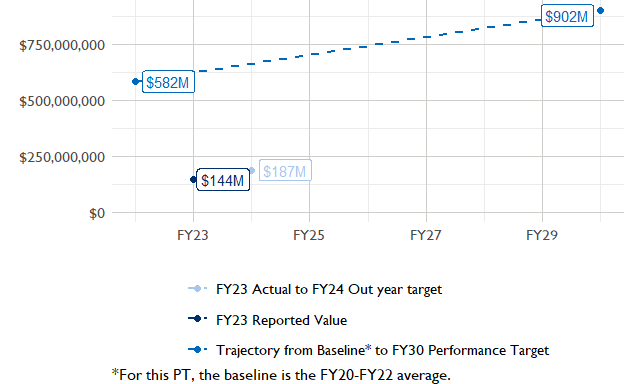 $902M
$750,000,000
$582M
$500,000,000
$250,000,000
$187M
$144M
$0
FY23 FY25 FY27 FY29
FY23 Actual to FY24 Out year target
FY23 Reported Value
Trajectory from Baseline* to FY30 Performance Target
*For this PT, the baseline is the FY20-FY22 average.